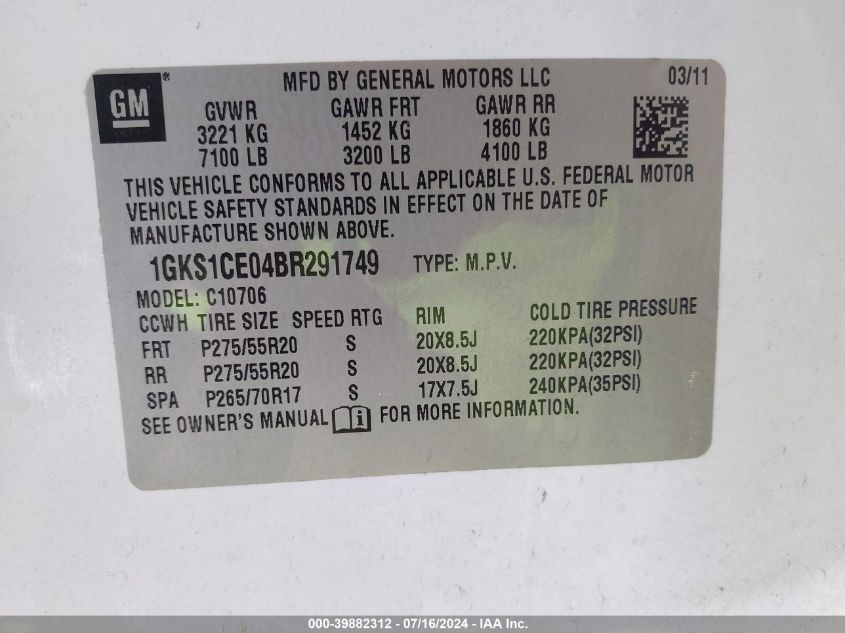 GM ®
MFD BY GENERAL MOTORS LLC 03/11
GVWR GAWR FRT GAWR RR
3221 KG 1452 KG 1860 KG
7100 LB 3200 LB 4100 LB
THIS VEHICLE CONFORMS TO ALL APPLICABLE U.S. FEDERAL MOTOR
VEHICLE SAFETY STANDARDS IN EFFECT ON THE DATE OF
MANUFACTURE SHOWN ABOVE.
1GKS1CE04BR291749 TYPE: M.P.V.
MODEL: C10706
CCWH TIRE SIZE SPEED RTG RIM COLD TIRE PRESSURE
FRT P275/55R20 S 20X8.5J 220KPA(32PSI)
RR P275/55R20 S 20X8.5J 220KPA(32PSI)
SPA P265/70R17 S 17X7.5J 240KPA(35PSI)
SEE OWNER'S MANUAL i FOR MORE INFORMATION.
000-39882312 - 07/16/2024 - IAA Inc.